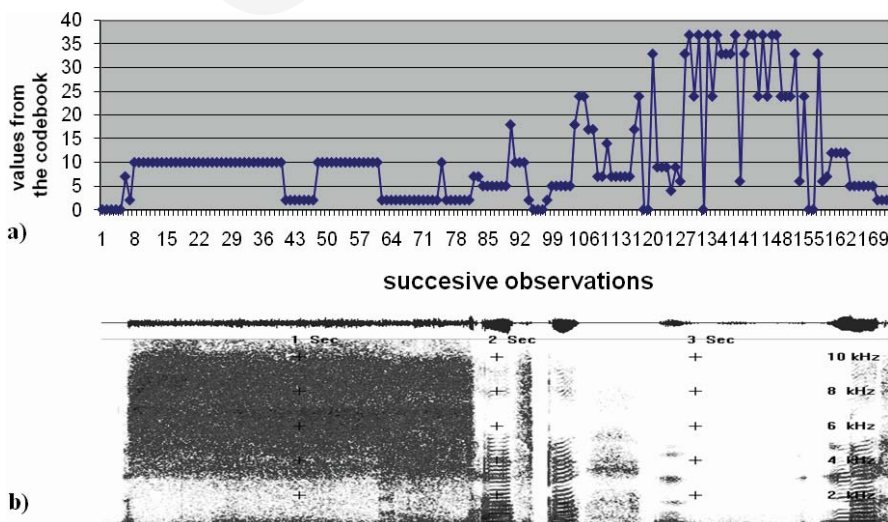 40
35
30
25
20
15
10
5
0
values from
the codebook
a)
1 8 15 22 29 36 43 50 57 64 71 78 85 92 99 106 113 120 127 134 141 148 155 162 169
succesive observations
1 Sec 2 Sec 3 Sec
10 kHz
8 kHz
6 kHz
4 kHz
2 kHz
b)